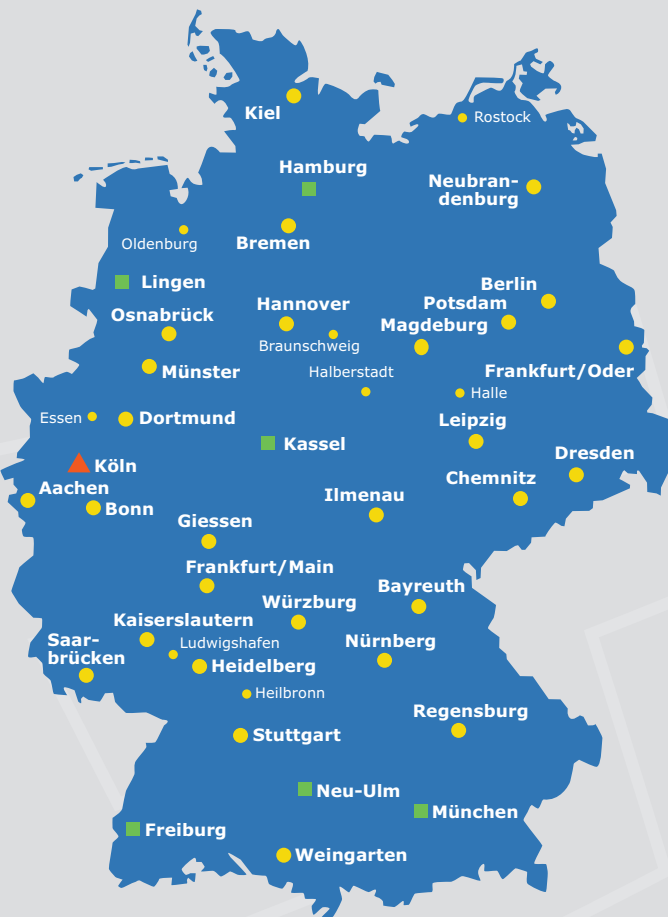 Kiel
Rostock
Hamburg
Neubran-
denburg
Oldenburg
Bremen
Lingen
Berlin
Hannover
Potsdam
Osnabrück
Magdeburg
Braunschweig
Münster
Halberstadt
Frankfurt/Oder
Halle
Essen
Dortmund
Leipzig
Kassel
Dresden
Köln
Chemnitz
Aachen
Ilmenau
Bonn
Giessen
Frankfurt/Main
Bayreuth
Würzburg
Kaiserslautern
Saar-
brücken
Ludwigshafen
Nürnberg
Heidelberg
Heilbronn
Regensburg
Stuttgart
Neu-Ulm
München
Freiburg
Weingarten